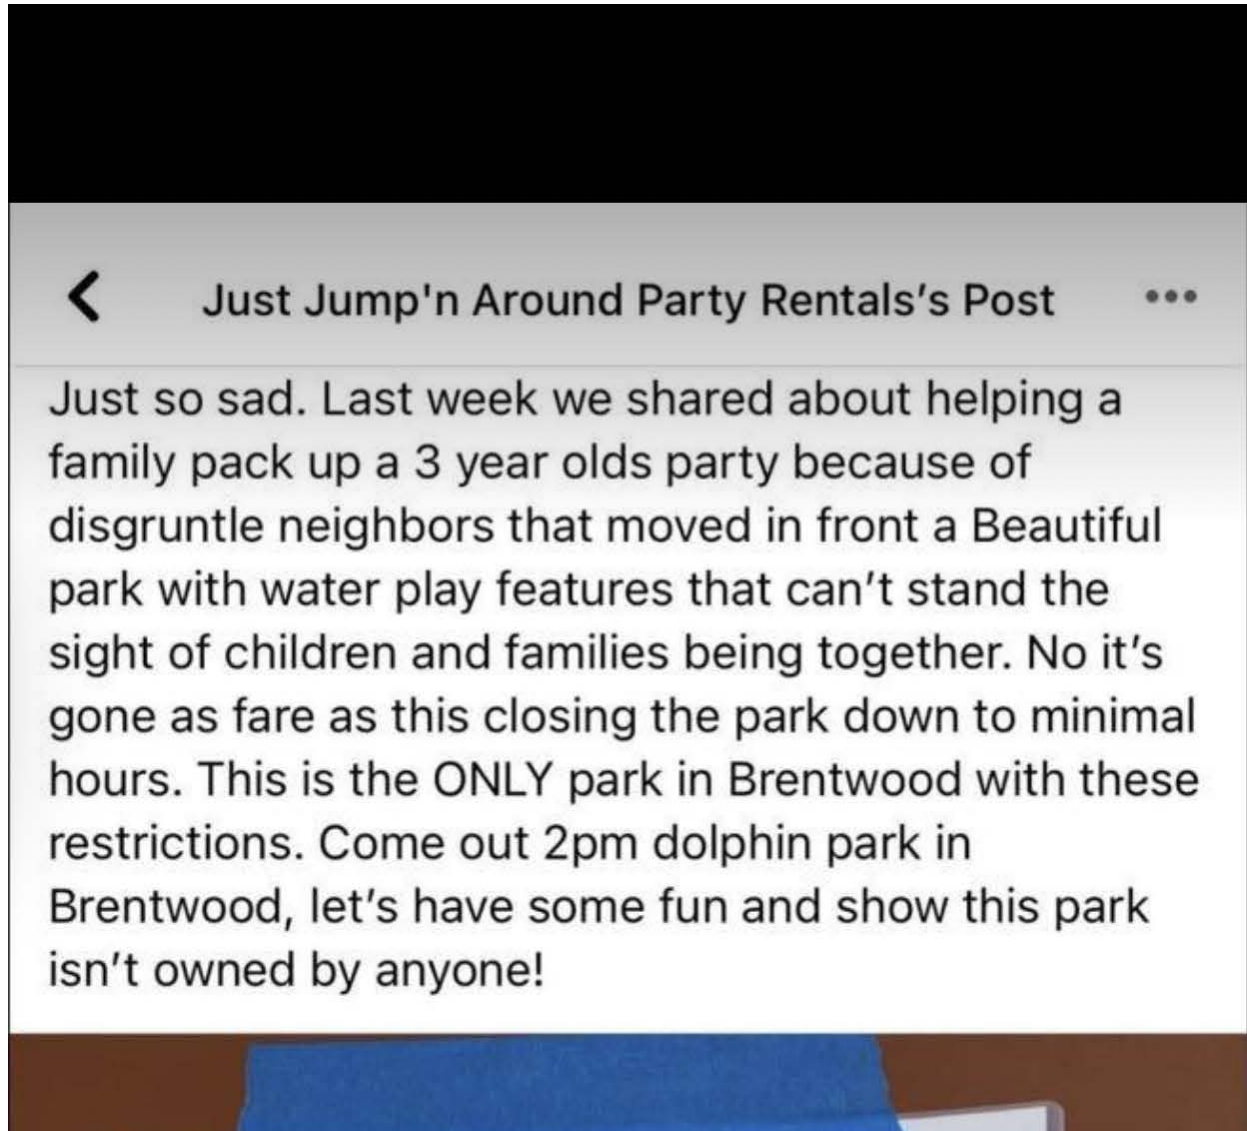 Just Jump'n Around Party Rentals's Post
Just so sad. Last week we shared about helping a
family pack up a 3 year olds party because of
disgruntle neighbors that moved in front a Beautiful
park with water play features that can't stand the
sight of children and families being together. No it's
gone as fare as this closing the park down to minimal
hours. This is the ONLY park in Brentwood with these
restrictions. Come out 2pm dolphin park in
Brentwood, let's have some fun and show this park
isn't owned by anyone!